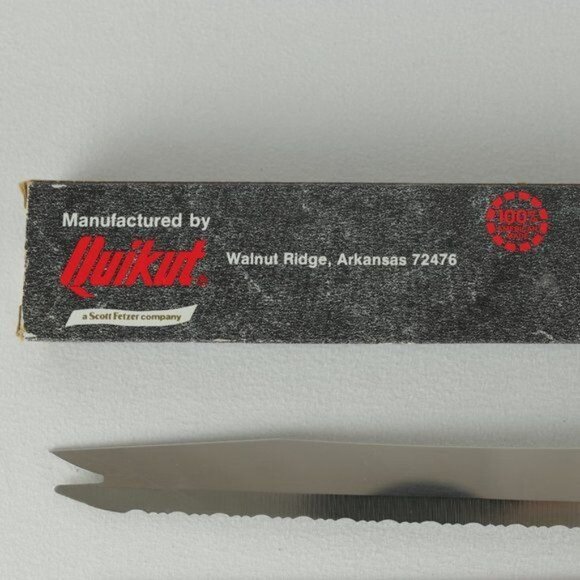 Manufactured by
Quikut®
a Scott Fetzer company
Walnut Ridge, Arkansas 72476
100%